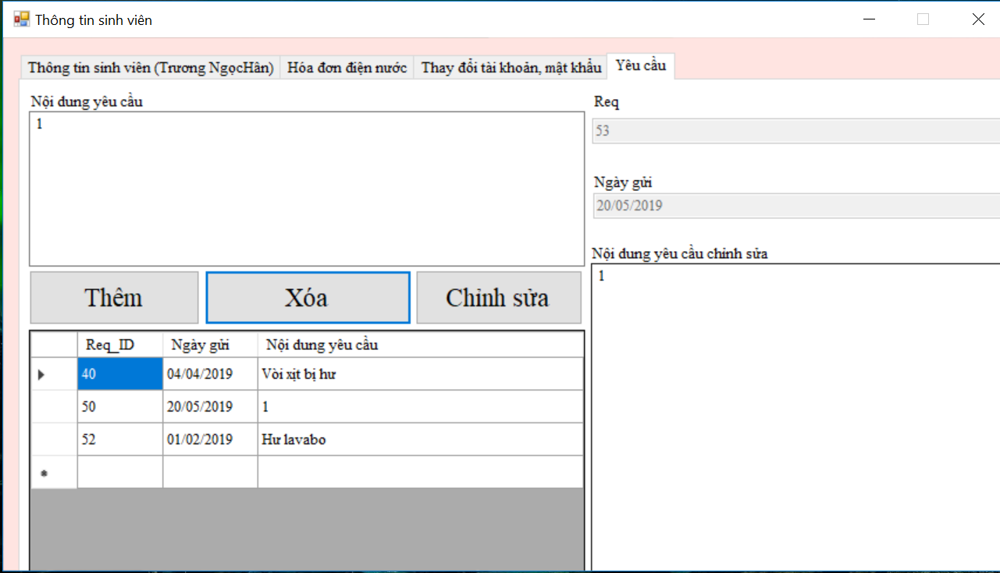 Thông tin sinh viên
Thông tin sinh viên (Trương NgọcHân) Hóa đơn điện nước Thay đổi tài khoản, mật khẩu Yêu cầu
Nội dung yêu cầu
1
Thêm Xóa Chỉnh sửa
Req_ID Ngày gửi Nội dung yêu cầu
40 04/04/2019 Vòi xịt bị hư
50 20/05/2019 1
52 01/02/2019 Hư lavabo
Req
53
Ngày gửi
20/05/2019
Nội dung yêu cầu chỉnh sửa
1